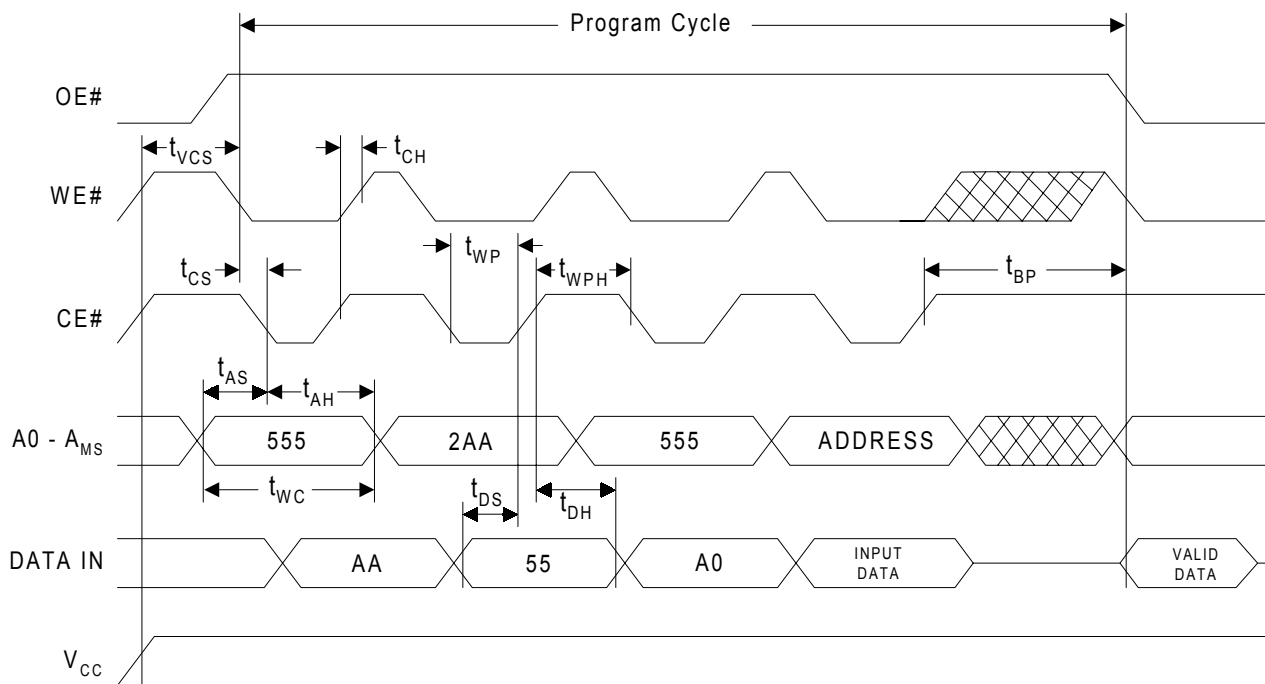 Program Cycle
OE#
tVCS
tCH
WE#
tWP
tCS
tWPH
tBP
CE#
tAS
tAH
A0 - AMS
555
2AA
555
ADDRESS
tWC
tDS
tDH
DATA IN
AA
55
A0
INPUT
DATA
VALID
DATA
VCC